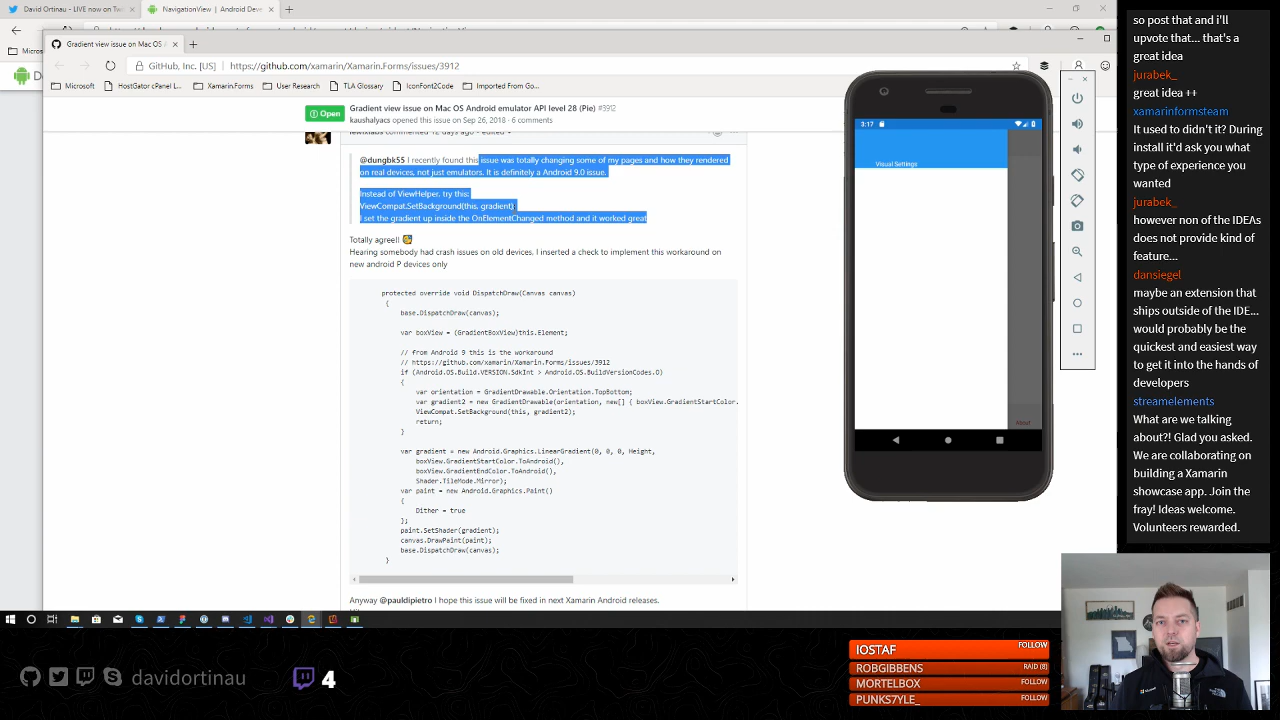 David Ortinau - LIVE now on Tw
NavigationView | Android Dev
Gradient view issue on Mac OS
GitHub, Inc. [US]
https://github.com/xamarin/Xamarin.Forms/issues/3912
Microsoft
HostGator cPanel L...
Xamarin.Forms
User Research
TLA Glossary
IconFont2Code
Imported From Go...
Open
Gradient view issue on Mac OS Android emulator API level 28 (Pie) #3912
kaushalyacs opened this issue on Sep 26, 2018 · 6 comments
@dungbk55 I recently found this issue was totally changing some of my pages and how they rendered
on real devices, not just emulators. It is definitely a Android 9.0 issue.
Instead of ViewHelper, try this:
ViewCompat.SetBackground(this, gradient)
I set the gradient up inside the OnElementChanged method and it worked great
Totally agree!!
Hearing somebody had crash issues on old devices, I inserted a check to implement this workaround on
new android P devices only
protected override void DispatchDraw(Canvas canvas)
{
base.DispatchDraw(canvas);
var boxView = (GradientBoxView)this.Element;
// from Android 9 this is the workaround
// https://github.com/xamarin/Xamarin.Forms/issues/3912
if (Android.OS.Build.VERSION.SdkInt > Android.OS.BuildVersionCodes.O)
{
var orientation = GradientDrawable.Orientation.TopBottom;
var gradient2 = new GradientDrawable(orientation, new[] { boxView.GradientStartColor.
ViewCompat.SetBackground(this, gradient2);
return;
}
var gradient = new Android.Graphics.LinearGradient(0, 0, 0, Height,
boxView.GradientStartColor.ToAndroid(),
boxView.GradientEndColor.ToAndroid(),
Shader.TileMode.Mirror);
var paint = new Android.Graphics.Paint()
{
Dither = true
};
paint.SetShader(gradient);
canvas.DrawPaint(paint);
base.DispatchDraw(canvas);
}
Anyway @pauldipietro I hope this issue will be fixed in next Xamarin Android releases.
3:17
Visual Settings
About
so post that and i'll
upvote that... that's a
great idea
jurabek_
great idea ++
xamarinformsteam
It used to didn't it? During
install it'd ask you what
type of experience you
wanted
jurabek_
however non of the IDEAs
does not provide kind of
feature...
dansiegel
maybe an extension that
ships outside of the IDE...
would probably be the
quickest and easiest way
to get it into the hands of
developers
streamelements
What are we talking
about?! Glad you asked.
We are collaborating on
building a Xamarin
showcase app. Join the
fray! Ideas welcome.
Volunteers rewarded.
davidortinau
4
IOSTAF FOLLOW
ROBGIBBENS RAID (8)
MORTELBOX FOLLOW
PUNKS7YLE_ FOLLOW